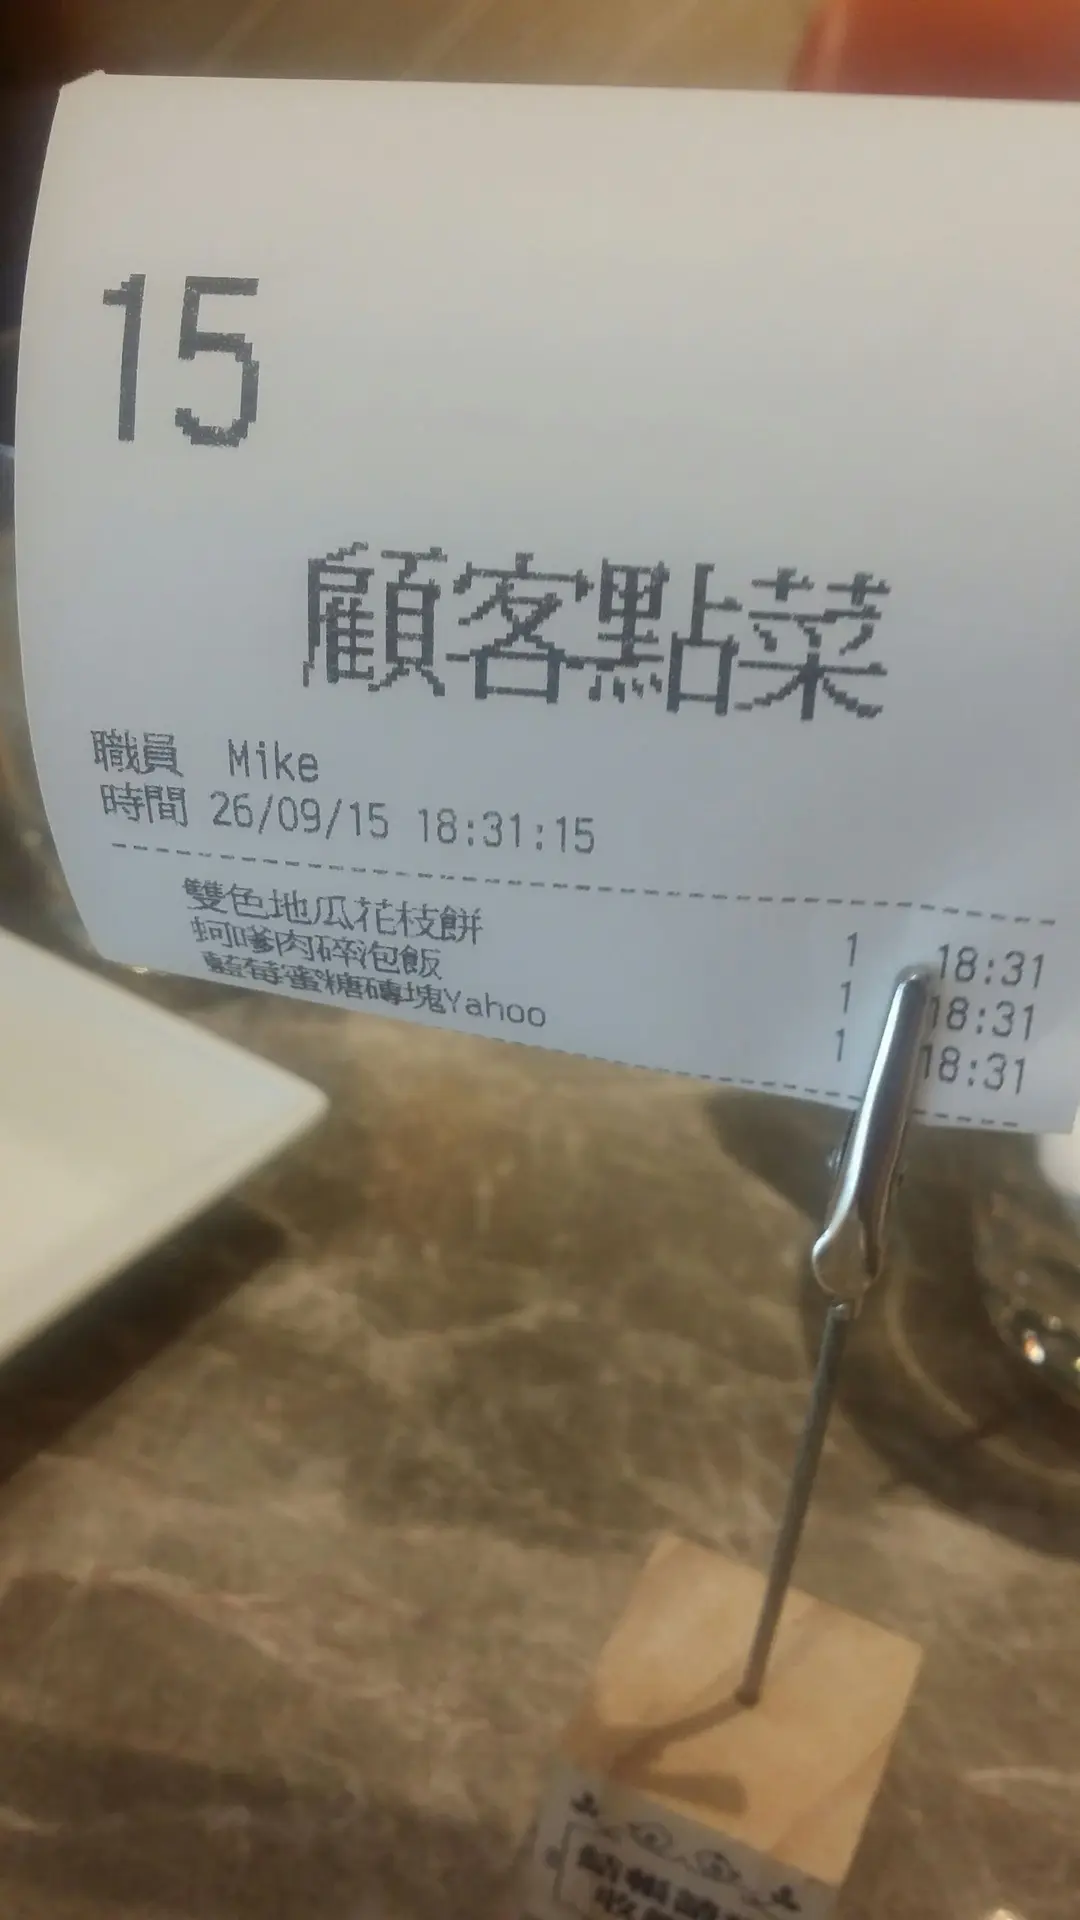 15
顧客點菜
職員 Mike
時間 26/09/15 18:31:15
雙色地瓜花枝餅 1 18:31
蚵嗲肉碎泡飯 1 18:31
藍莓蜜糖磚塊Yahoo 1 18:31